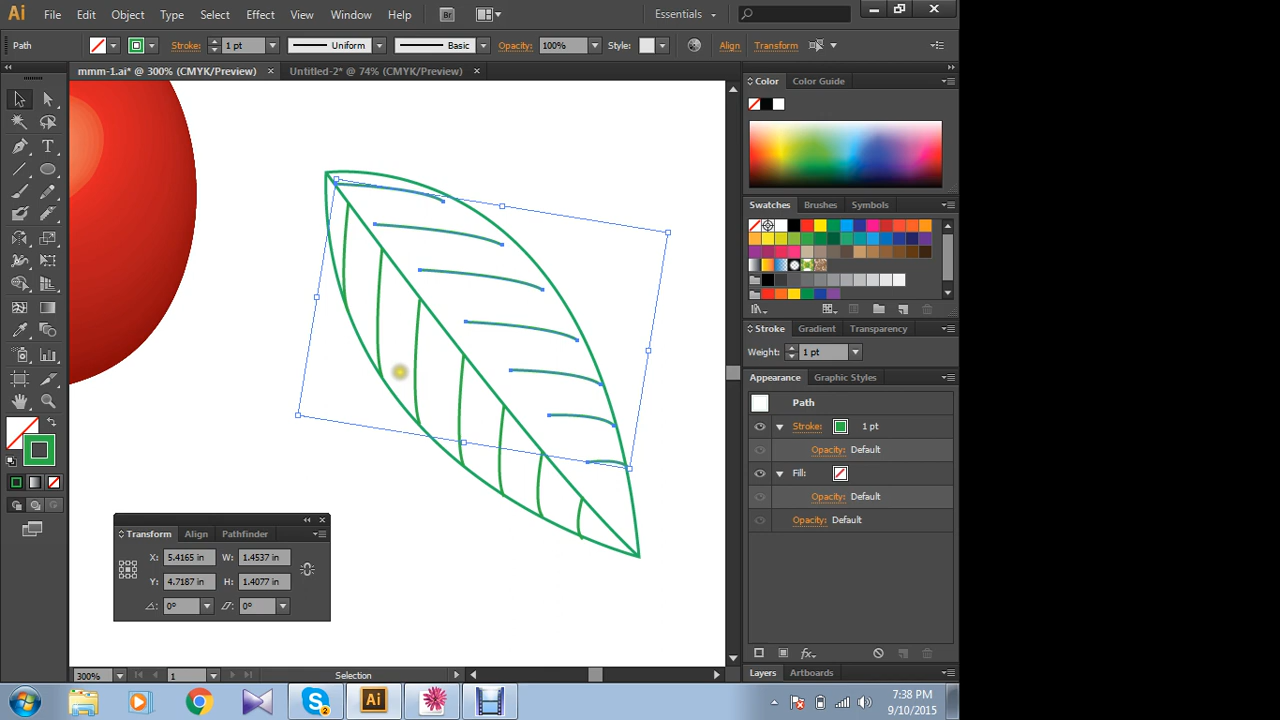 Ai File Edit Object Type Select Effect View Window Help Br Essentials
Path Stroke: 1 pt Uniform Basic Opacity: 100% Style: Align Transform
mmm-1.ai* @ 300% (CMYK/Preview) × Untitled-2* @ 74% (CMYK/Preview) ×
Color Color Guide
Swatches Brushes Symbols
Stroke Gradient Transparency
Weight: 1 pt
Appearance Graphic Styles
Path
Stroke: 1 pt
Opacity: Default
Fill:
Opacity: Default
Opacity: Default
Transform Align Pathfinder
X: 5.4165 in W: 1.4537 in
Y: 4.7187 in H: 1.4077 in
0° 0°
Layers Artboards
300% 1 Selection
S 2 Ai
7:38 PM
9/10/2015